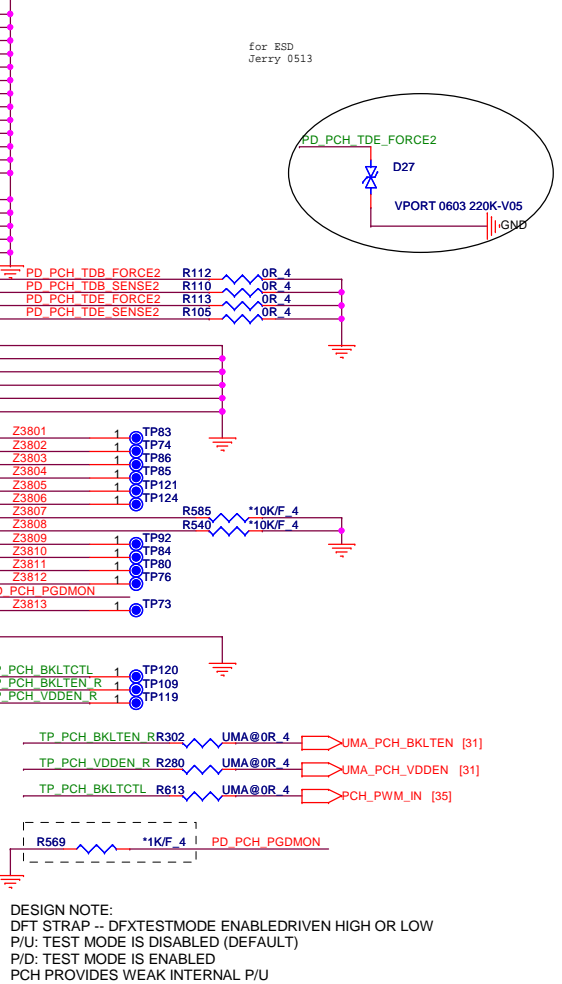 for ESD
Jerry 0513
PD_PCH_TDE_FORCE2
D27
VPORT 0603 220K-V05
GND
PD_PCH_TDB_FORCE2 R112 0R_4
PD_PCH_TDB_SENSE2 R110 0R_4
PD_PCH_TDE_FORCE2 R113 0R_4
PD_PCH_TDE_SENSE2 R105 0R_4
Z3801 1 TP83
Z3802 1 TP74
Z3803 1 TP86
Z3804 1 TP85
Z3805 1 TP121
Z3806 1 TP124
Z3807 R585 *10K/F_4
Z3808 R540 *10K/F_4
Z3809 1 TP92
Z3810 1 TP84
Z3811 1 TP80
Z3812 1 TP76
D_PCH_PGDMON
Z3813 1 TP73
P_PCH_BKLTCTL 1 TP120
P_PCH_BKLTEN_R 1 TP109
P_PCH_VDDEN_R 1 TP119
TP_PCH_BKLTEN_R R302 UMA@0R_4 UMA_PCH_BKLTEN [31]
TP_PCH_VDDEN_R R280 UMA@0R_4 UMA_PCH_VDDEN [31]
TP_PCH_BKLTCTL R613 UMA@0R_4 PCH_PWM_IN [35]
R569 *1K/F_4 PD_PCH_PGDMON
DESIGN NOTE:
DFT STRAP -- DFXTESTMODE ENABLEDRIVEN HIGH OR LOW
P/U: TEST MODE IS DISABLED (DEFAULT)
P/D: TEST MODE IS ENABLED
PCH PROVIDES WEAK INTERNAL P/U